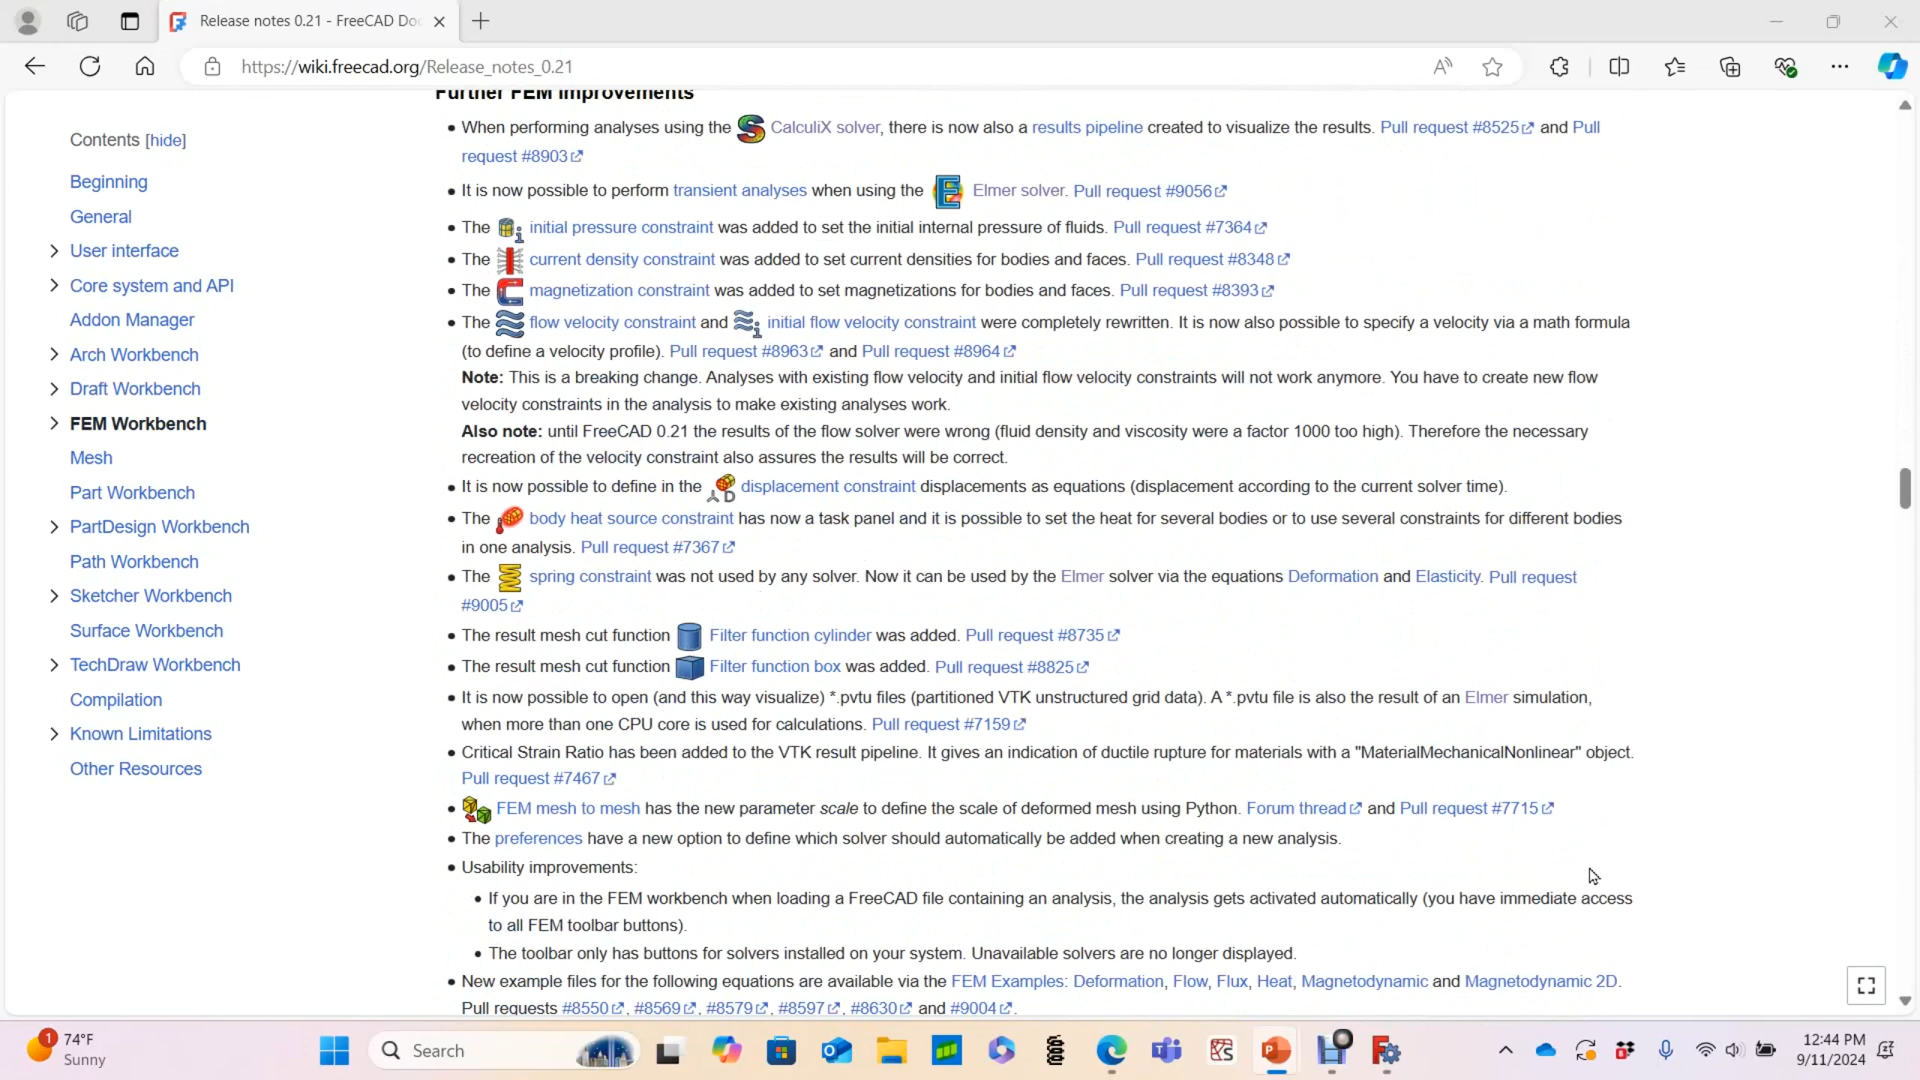 Release notes 0.21 - FreeCAD Doc
https://wiki.freecad.org/Release_notes_0.21
Contents [hide]
Beginning
General
User interface
Core system and API
Addon Manager
Arch Workbench
Draft Workbench
FEM Workbench
Mesh
Part Workbench
PartDesign Workbench
Path Workbench
Sketcher Workbench
Surface Workbench
TechDraw Workbench
Compilation
Known Limitations
Other Resources
Further FEM improvements
When performing analyses using the CalculiX solver, there is now also a results pipeline created to visualize the results. Pull request #8525 and Pull
request #8903
It is now possible to perform transient analyses when using the Elmer solver. Pull request #9056
The initial pressure constraint was added to set the initial internal pressure of fluids. Pull request #7364
The current density constraint was added to set current densities for bodies and faces. Pull request #8348
The magnetization constraint was added to set magnetizations for bodies and faces. Pull request #8393
The flow velocity constraint and initial flow velocity constraint were completely rewritten. It is now also possible to specify a velocity via a math formula
(to define a velocity profile). Pull request #8963 and Pull request #8964
Note: This is a breaking change. Analyses with existing flow velocity and initial flow velocity constraints will not work anymore. You have to create new flow
velocity constraints in the analysis to make existing analyses work.
Also note: until FreeCAD 0.21 the results of the flow solver were wrong (fluid density and viscosity were a factor 1000 too high). Therefore the necessary
recreation of the velocity constraint also assures the results will be correct.
It is now possible to define in the displacement constraint displacements as equations (displacement according to the current solver time).
The body heat source constraint has now a task panel and it is possible to set the heat for several bodies or to use several constraints for different bodies
in one analysis. Pull request #7367
The spring constraint was not used by any solver. Now it can be used by the Elmer solver via the equations Deformation and Elasticity. Pull request
#9005
The result mesh cut function Filter function cylinder was added. Pull request #8735
The result mesh cut function Filter function box was added. Pull request #8825
It is now possible to open (and this way visualize) *.pvtu files (partitioned VTK unstructured grid data). A *.pvtu file is also the result of an Elmer simulation,
when more than one CPU core is used for calculations. Pull request #7159
Critical Strain Ratio has been added to the VTK result pipeline. It gives an indication of ductile rupture for materials with a "MaterialMechanicalNonlinear" object.
Pull request #7467
FEM mesh to mesh has the new parameter scale to define the scale of deformed mesh using Python. Forum thread and Pull request #7715
The preferences have a new option to define which solver should automatically be added when creating a new analysis.
Usability improvements:
If you are in the FEM workbench when loading a FreeCAD file containing an analysis, the analysis gets activated automatically (you have immediate access
to all FEM toolbar buttons).
The toolbar only has buttons for solvers installed on your system. Unavailable solvers are no longer displayed.
New example files for the following equations are available via the FEM Examples: Deformation, Flow, Flux, Heat, Magnetodynamic and Magnetodynamic 2D.
Pull requests #8550, #8569, #8579, #8597, #8630 and #9004.
1
74°F
Sunny
Search
12:44 PM
9/11/2024